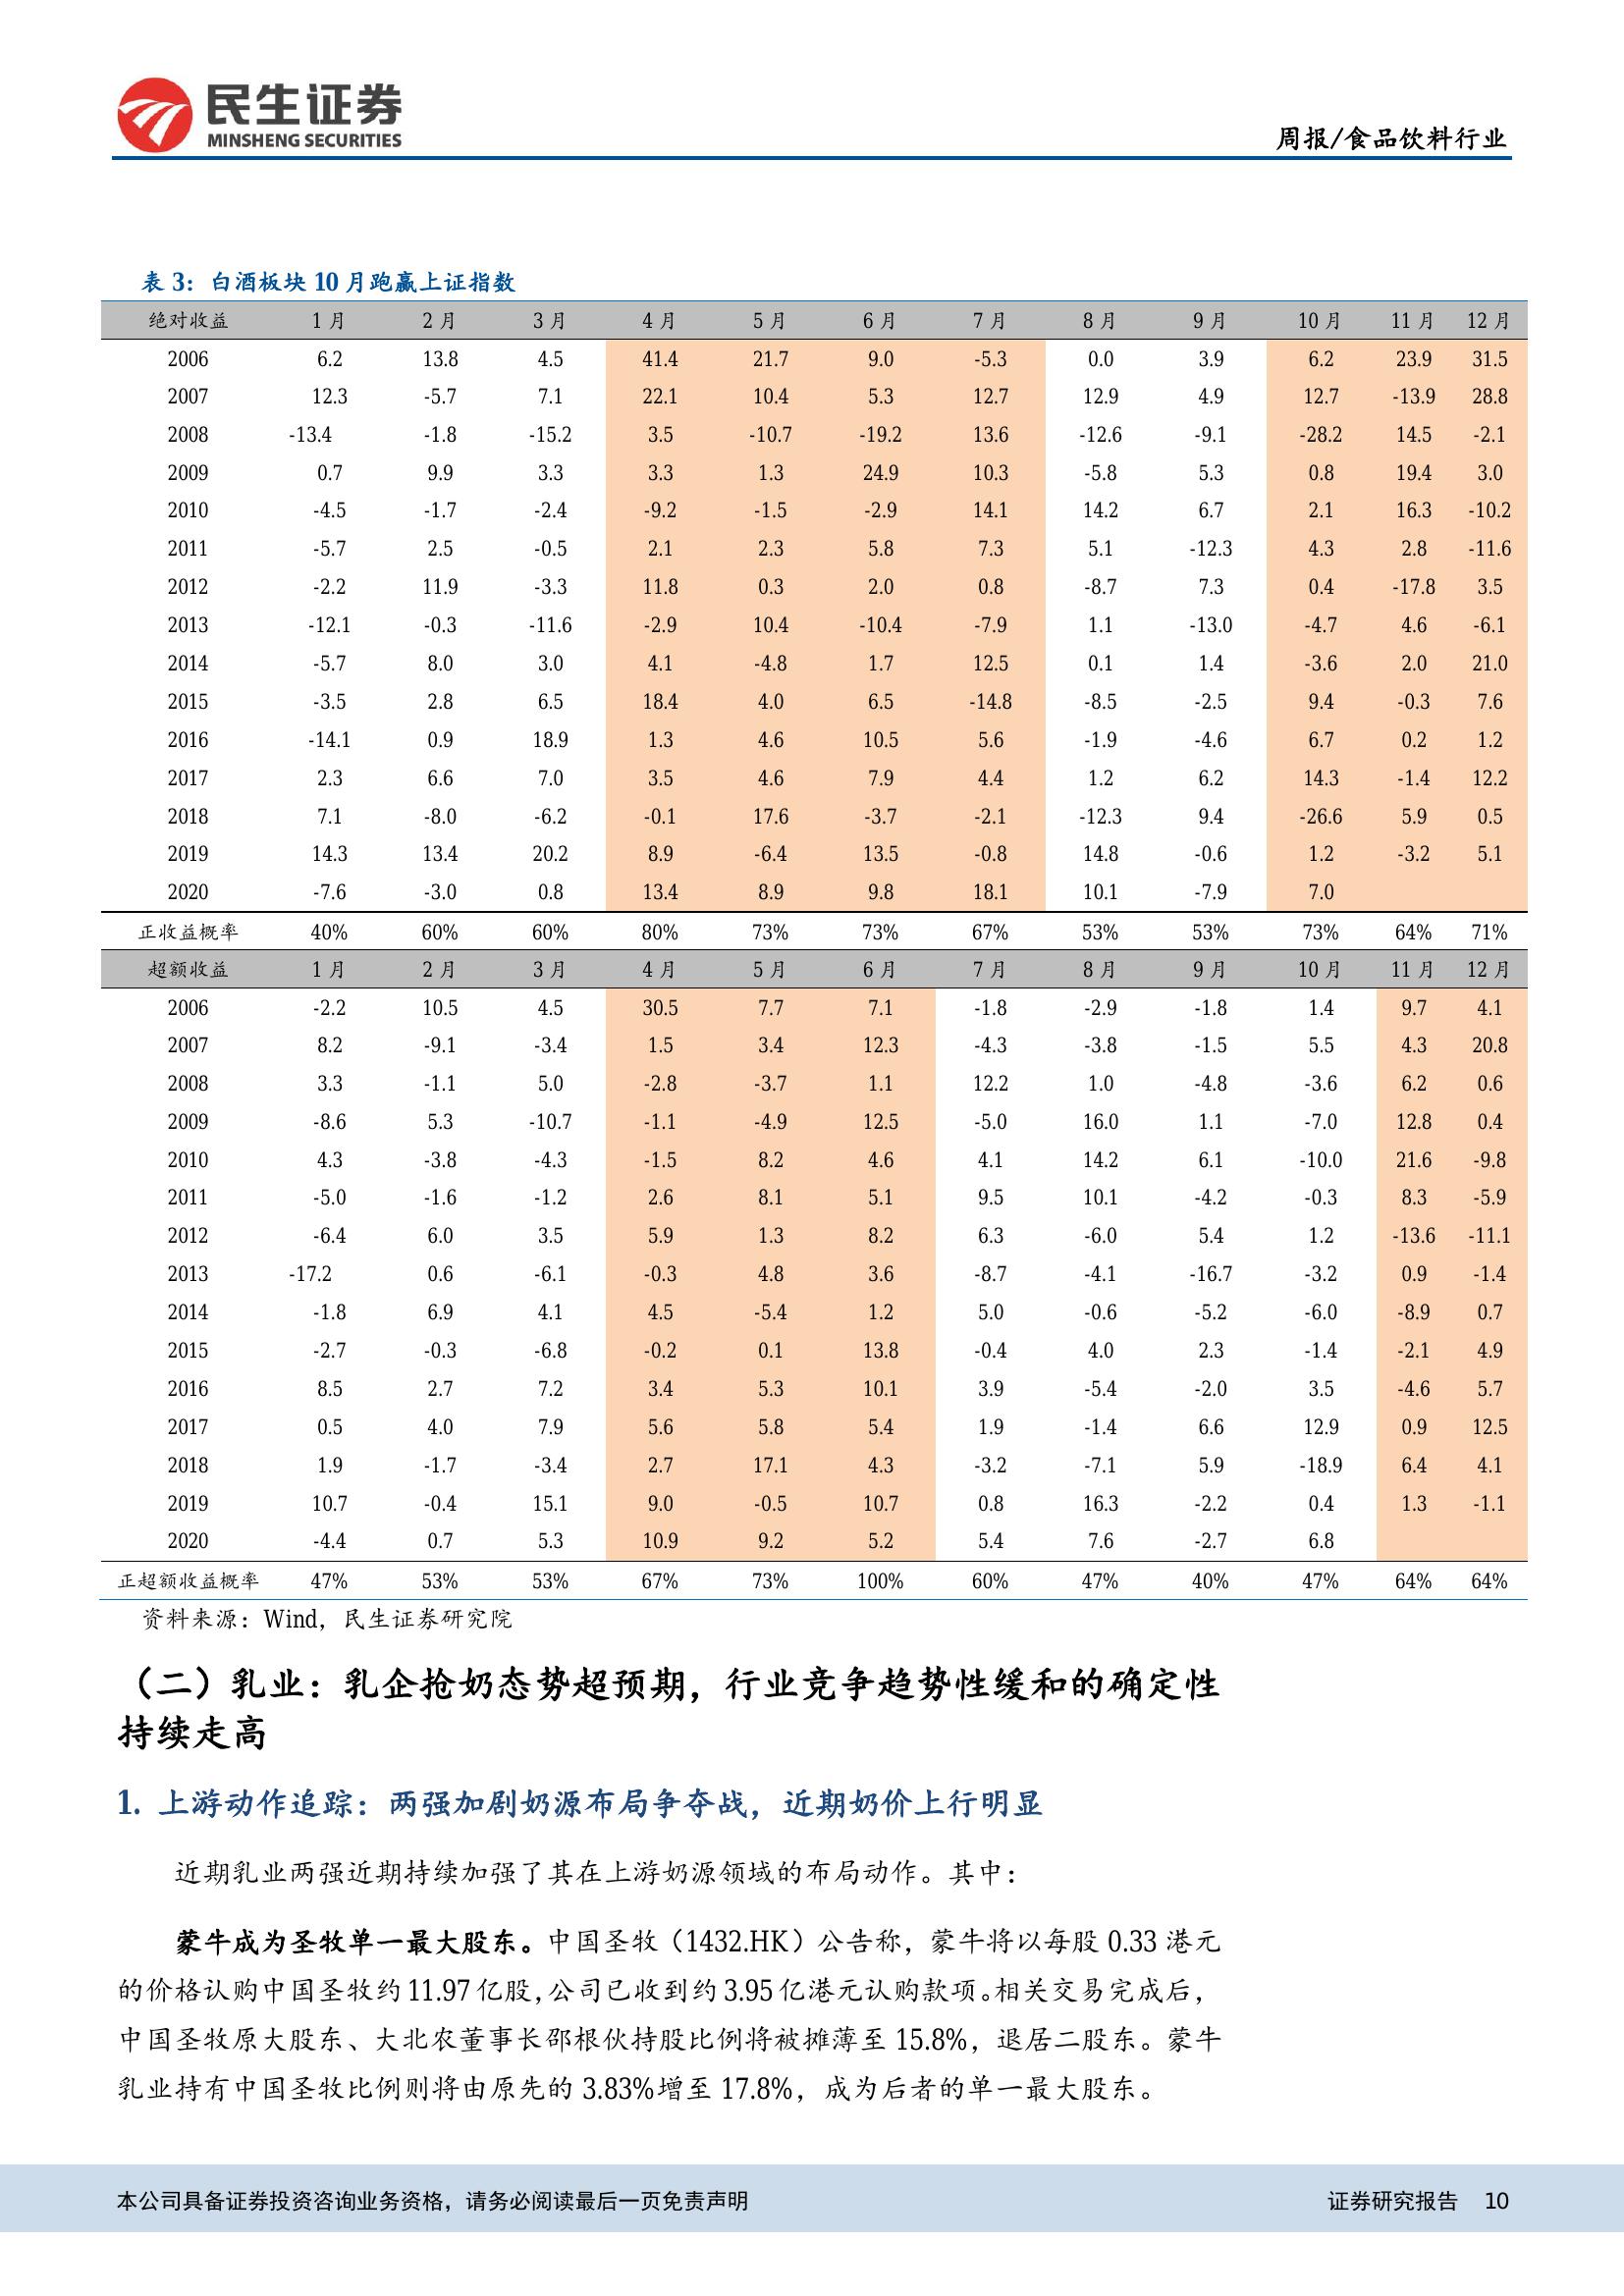 民生证券
MINSHENG SECURITIES
周报/食品饮料行业
表 3：白酒板块 10 月跑赢上证指数
绝对收益 1 月 2 月 3 月 4 月 5 月 6 月 7 月 8 月 9 月 10 月 11 月 12 月
2006 6.2 13.8 4.5 41.4 21.7 9.0 -5.3 0.0 3.9 6.2 23.9 31.5
2007 12.3 -5.7 7.1 22.1 10.4 5.3 12.7 12.9 4.9 12.7 -13.9 28.8
2008 -13.4 -1.8 -15.2 3.5 -10.7 -19.2 13.6 -12.6 -9.1 -28.2 14.5 -2.1
2009 0.7 9.9 3.3 3.3 1.3 24.9 10.3 -5.8 5.3 0.8 19.4 3.0
2010 -4.5 -1.7 -2.4 -9.2 -1.5 -2.9 14.1 14.2 6.7 2.1 16.3 -10.2
2011 -5.7 2.5 -0.5 2.1 2.3 5.8 7.3 5.1 -12.3 4.3 2.8 -11.6
2012 -2.2 11.9 -3.3 11.8 0.3 2.0 0.8 -8.7 7.3 0.4 -17.8 3.5
2013 -12.1 -0.3 -11.6 -2.9 10.4 -10.4 -7.9 1.1 -13.0 -4.7 4.6 -6.1
2014 -5.7 8.0 3.0 4.1 -4.8 1.7 12.5 0.1 1.4 -3.6 2.0 21.0
2015 -3.5 2.8 6.5 18.4 4.0 6.5 -14.8 -8.5 -2.5 9.4 -0.3 7.6
2016 -14.1 0.9 18.9 1.3 4.6 10.5 5.6 -1.9 -4.6 6.7 0.2 1.2
2017 2.3 6.6 7.0 3.5 4.6 7.9 4.4 1.2 6.2 14.3 -1.4 12.2
2018 7.1 -8.0 -6.2 -0.1 17.6 -3.7 -2.1 -12.3 9.4 -26.6 5.9 0.5
2019 14.3 13.4 20.2 8.9 -6.4 13.5 -0.8 14.8 -0.6 1.2 -3.2 5.1
2020 -7.6 -3.0 0.8 13.4 8.9 9.8 18.1 10.1 -7.9 7.0
正收益概率 40% 60% 60% 80% 73% 73% 67% 53% 53% 73% 64% 71%
超额收益 1 月 2 月 3 月 4 月 5 月 6 月 7 月 8 月 9 月 10 月 11 月 12 月
2006 -2.2 10.5 4.5 30.5 7.7 7.1 -1.8 -2.9 -1.8 1.4 9.7 4.1
2007 8.2 -9.1 -3.4 1.5 3.4 12.3 -4.3 -3.8 -1.5 5.5 4.3 20.8
2008 3.3 -1.1 5.0 -2.8 -3.7 1.1 12.2 1.0 -4.8 -3.6 6.2 0.6
2009 -8.6 5.3 -10.7 -1.1 -4.9 12.5 -5.0 16.0 1.1 -7.0 12.8 0.4
2010 4.3 -3.8 -4.3 -1.5 8.2 4.6 4.1 14.2 6.1 -10.0 21.6 -9.8
2011 -5.0 -1.6 -1.2 2.6 8.1 5.1 9.5 10.1 -4.2 -0.3 8.3 -5.9
2012 -6.4 6.0 3.5 5.9 1.3 8.2 6.3 -6.0 5.4 1.2 -13.6 -11.1
2013 -17.2 0.6 -6.1 -0.3 4.8 3.6 -8.7 -4.1 -16.7 -3.2 0.9 -1.4
2014 -1.8 6.9 4.1 4.5 -5.4 1.2 5.0 -0.6 -5.2 -6.0 -8.9 0.7
2015 -2.7 -0.3 -6.8 -0.2 0.1 13.8 -0.4 4.0 2.3 -1.4 -2.1 4.9
2016 8.5 2.7 7.2 3.4 5.3 10.1 3.9 -5.4 -2.0 3.5 -4.6 5.7
2017 0.5 4.0 7.9 5.6 5.8 5.4 1.9 -1.4 6.6 12.9 0.9 12.5
2018 1.9 -1.7 -3.4 2.7 17.1 4.3 -3.2 -7.1 5.9 -18.9 6.4 4.1
2019 10.7 -0.4 15.1 9.0 -0.5 10.7 0.8 16.3 -2.2 0.4 1.3 -1.1
2020 -4.4 0.7 5.3 10.9 9.2 5.2 5.4 7.6 -2.7 6.8
正超额收益概率 47% 53% 53% 67% 73% 100% 60% 47% 40% 47% 64% 64%
资料来源：Wind，民生证券研究院
（二）乳业：乳企抢奶态势超预期，行业竞争趋势性缓和的确定性
持续走高
1. 上游动作追踪：两强加剧奶源布局争夺战，近期奶价上行明显
近期乳业两强近期持续加强了其在上游奶源领域的布局动作。其中：
蒙牛成为圣牧单一最大股东。中国圣牧（1432.HK）公告称，蒙牛将以每股 0.33 港元
的价格认购中国圣牧约 11.97 亿股，公司已收到约 3.95 亿港元认购款项。相关交易完成后，
中国圣牧原大股东、大北农董事长邵根伙持股比例将被摊薄至 15.8%，退居二股东。蒙牛
乳业持有中国圣牧比例则将由原先的 3.83%增至 17.8%，成为后者的单一最大股东。
本公司具备证券投资咨询业务资格，请务必阅读最后一页免责声明
证券研究报告 10